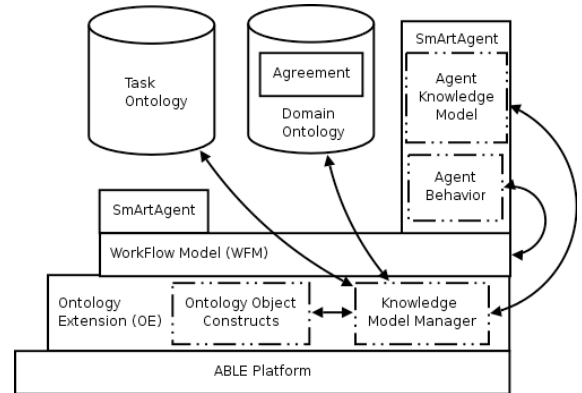 SmArtAgent
Task
Ontology
Agreement
Domain
Ontology
Agent
Knowledge
Model
Agent
Behavior
SmArtAgent
WorkFlow Model (WFM)
Ontology
Extension (OE)
Ontology Object
Constructs
Knowledge
Model Manager
ABLE Platform